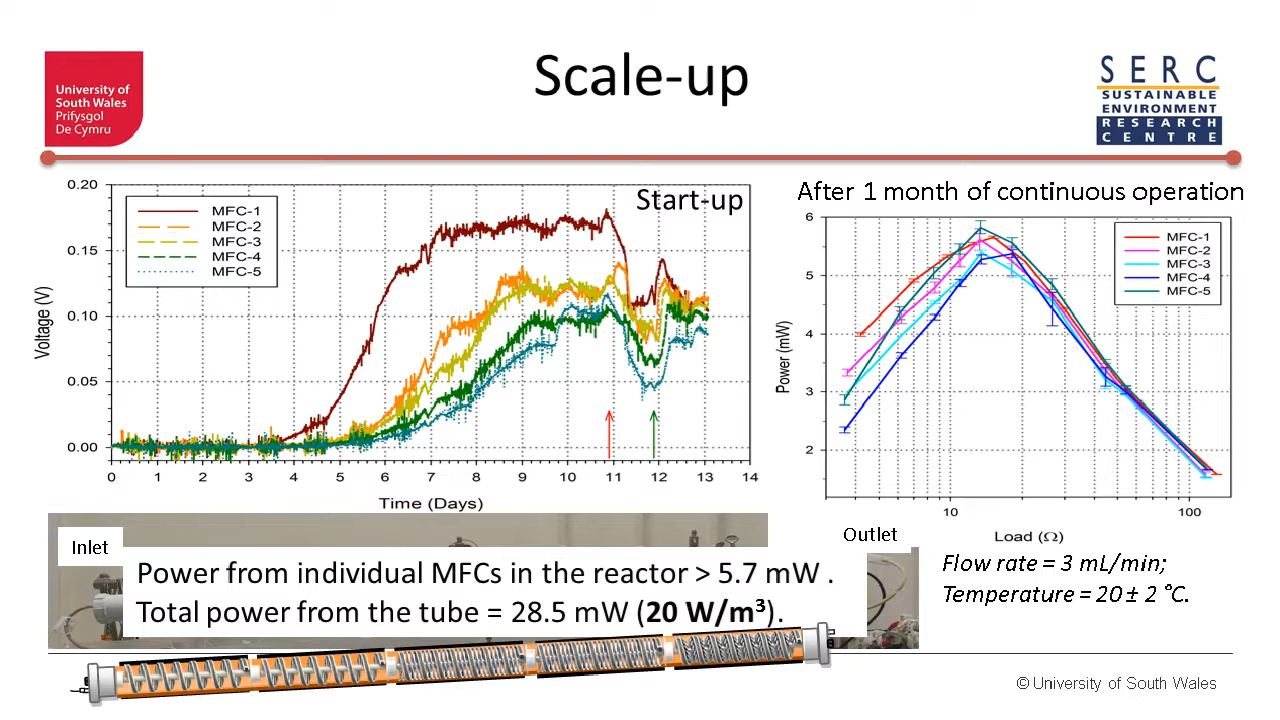 Scale-up
University of
South Wales
Prifysgol
De Cymru
SERC
SUSTAINABLE
ENVIRONMENT
RESEARCH
CENTRE
Start-up
0.20
0.15
0.10
0.05
0.00
Voltage (V)
MFC-1
MFC-2
MFC-3
MFC-4
MFC-5
0 1 2 3 4 5 6 7 8 9 10 11 12 13 14
Time (Days)
After 1 month of continuous operation
6
5
4
3
2
Power (mW)
MFC-1
MFC-2
MFC-3
MFC-4
MFC-5
10 100
Load (Ω)
Inlet
Outlet
Power from individual MFCs in the reactor > 5.7 mW .
Total power from the tube = 28.5 mW (20 W/m³).
Flow rate = 3 mL/min;
Temperature = 20 ± 2 °C.
© University of South Wales